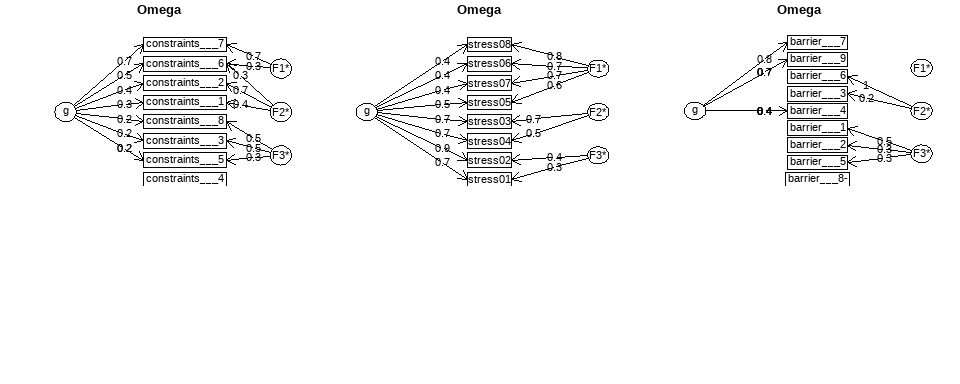 Omega
constraints___7
constraints___6
constraints___2
constraints___1
constraints___8
constraints___3
constraints___5
constraints___4
g
0.7
0.5
0.4
0.3
0.2
0.2
0.2
0.7
0.3
0.3
0.7
0.4
0.5
0.5
0.3
F1*
F2*
F3*
Omega
stress08
stress06
stress07
stress05
stress03
stress04
stress02
stress01
g
0.4
0.4
0.4
0.5
0.7
0.7
0.9
0.7
0.8
0.7
0.7
0.6
0.7
0.5
0.4
0.3
F1*
F2*
F3*
Omega
barrier___7
barrier___9
barrier___6
barrier___3
barrier___4
barrier___1
barrier___2
barrier___5
barrier___8-
g
0.8
0.7
0.4
1
0.2
0.5
0.3
0.3
F1*
F2*
F3*